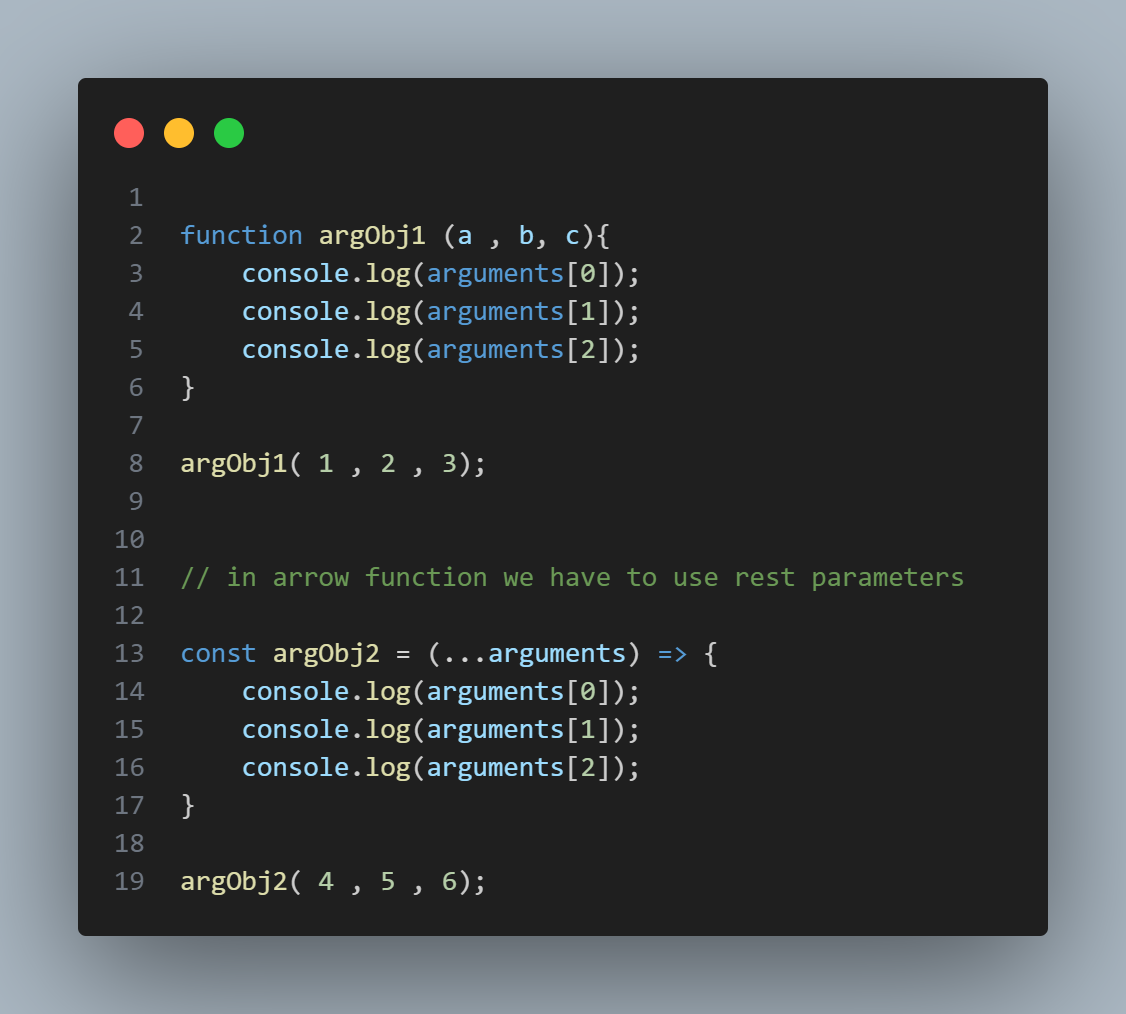 1
2 function argObj1 (a , b, c){
3     console.log(arguments[0]);
4     console.log(arguments[1]);
5     console.log(arguments[2]);
6 }
7
8 argObj1( 1 , 2 , 3);
9
10
11 // in arrow function we have to use rest parameters
12
13 const argObj2 = (...arguments) => {
14     console.log(arguments[0]);
15     console.log(arguments[1]);
16     console.log(arguments[2]);
17 }
18
19 argObj2( 4 , 5 , 6);